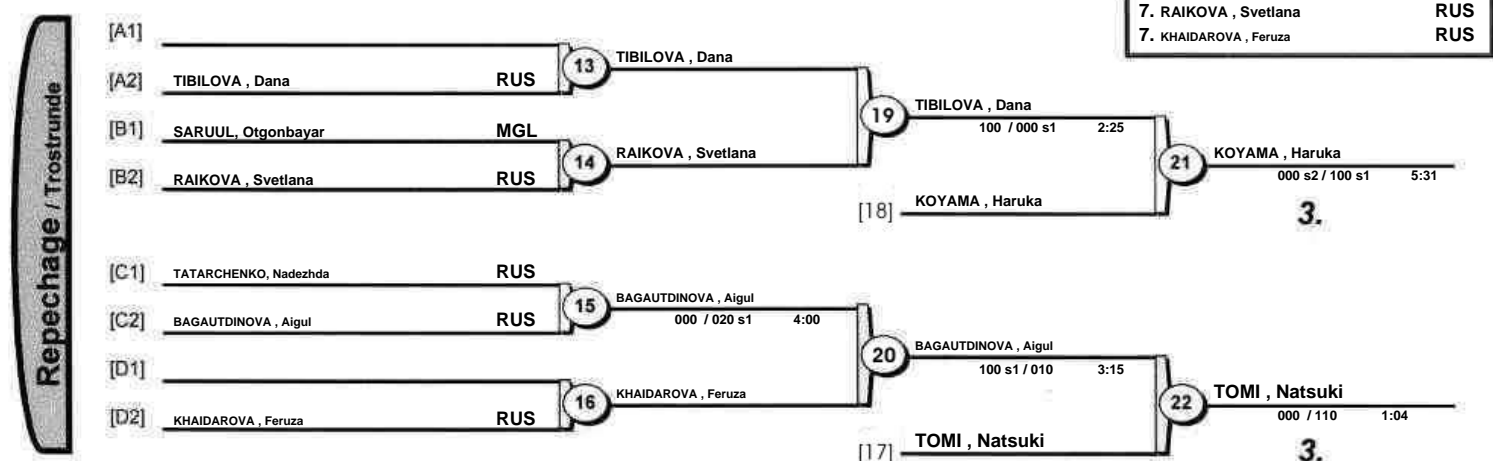 7. RAIKOVA , Svetlana RUS
7. KHAIDAROVA , Feruza RUS
Repechage / Trostrunde
[A1]
13 TIBILOVA , Dana
[A2] TIBILOVA , Dana RUS
19 TIBILOVA , Dana
100 / 000 s1 2:25
[B1] SARUUL, Otgonbayar MGL
14 RAIKOVA , Svetlana
21 KOYAMA , Haruka
000 s2 / 100 s1 5:31
[B2] RAIKOVA , Svetlana RUS
[18] KOYAMA , Haruka
3.
[C1] TATARCHENKO, Nadezhda RUS
15 BAGAUTDINOVA , Aigul
000 / 020 s1 4:00
[C2] BAGAUTDINOVA , Aigul RUS
20 BAGAUTDINOVA , Aigul
100 s1 / 010 3:15
[D1]
16 KHAIDAROVA , Feruza
22 TOMI , Natsuki
000 / 110 1:04
[D2] KHAIDAROVA , Feruza RUS
[17] TOMI , Natsuki
3.